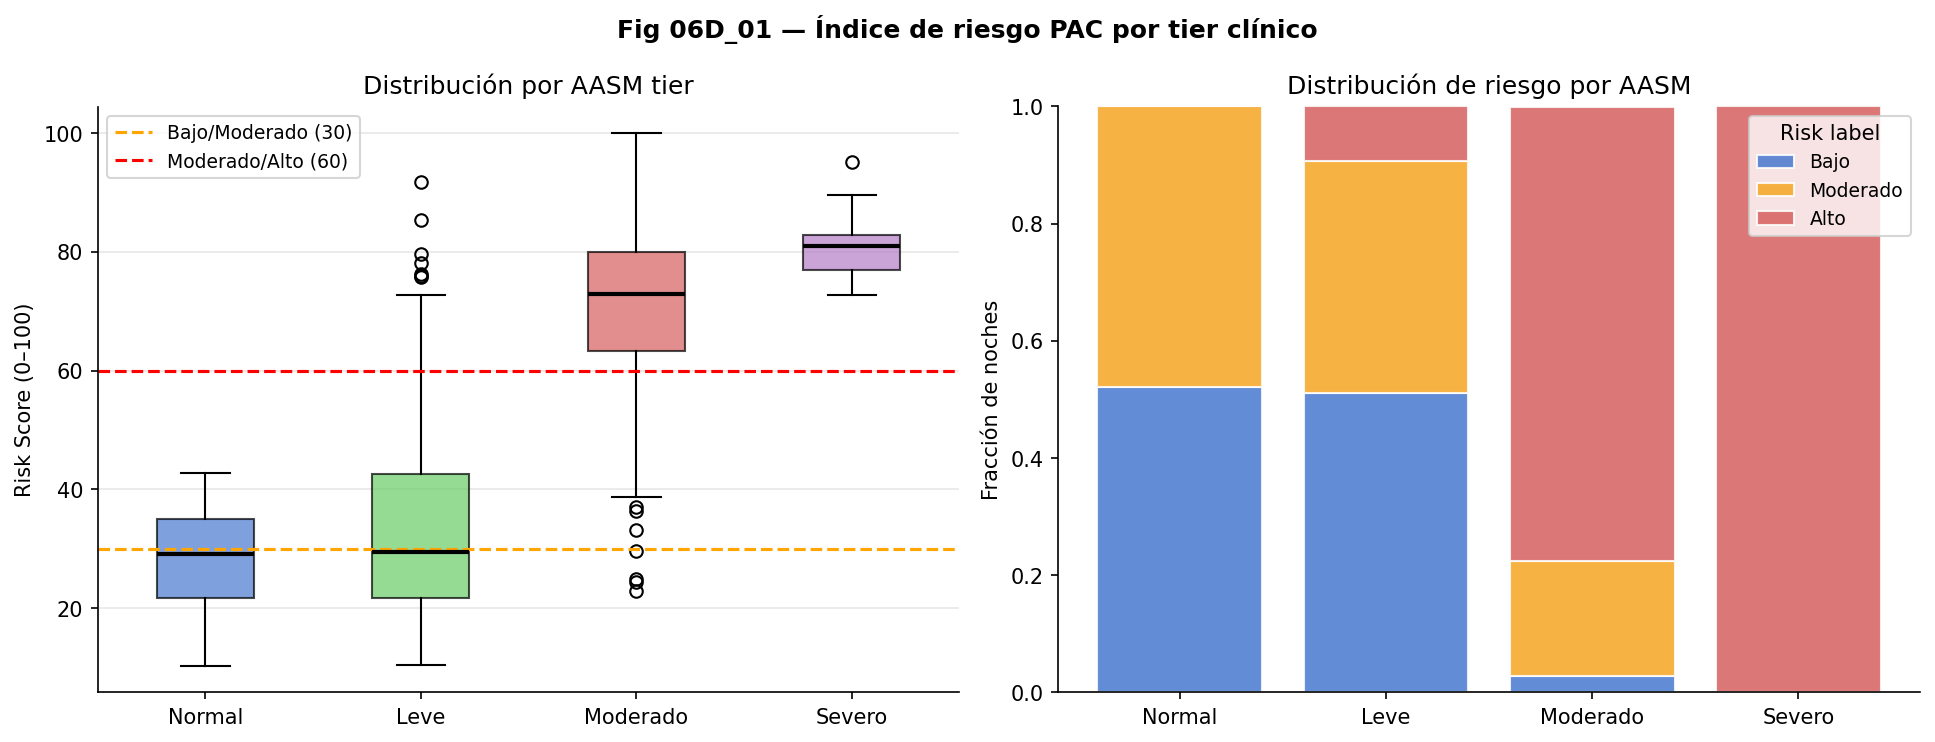 Fig 06D_01 — Índice de riesgo PAC por tier clínico
Distribución por AASM tier
Bajo/Moderado (30)
Moderado/Alto (60)
Risk Score (0–100)
100
80
60
40
20
Normal
Leve
Moderado
Severo
Distribución de riesgo por AASM
Risk label
Bajo
Moderado
Alto
Fracción de noches
1.0
0.8
0.6
0.4
0.2
0.0
Normal
Leve
Moderado
Severo